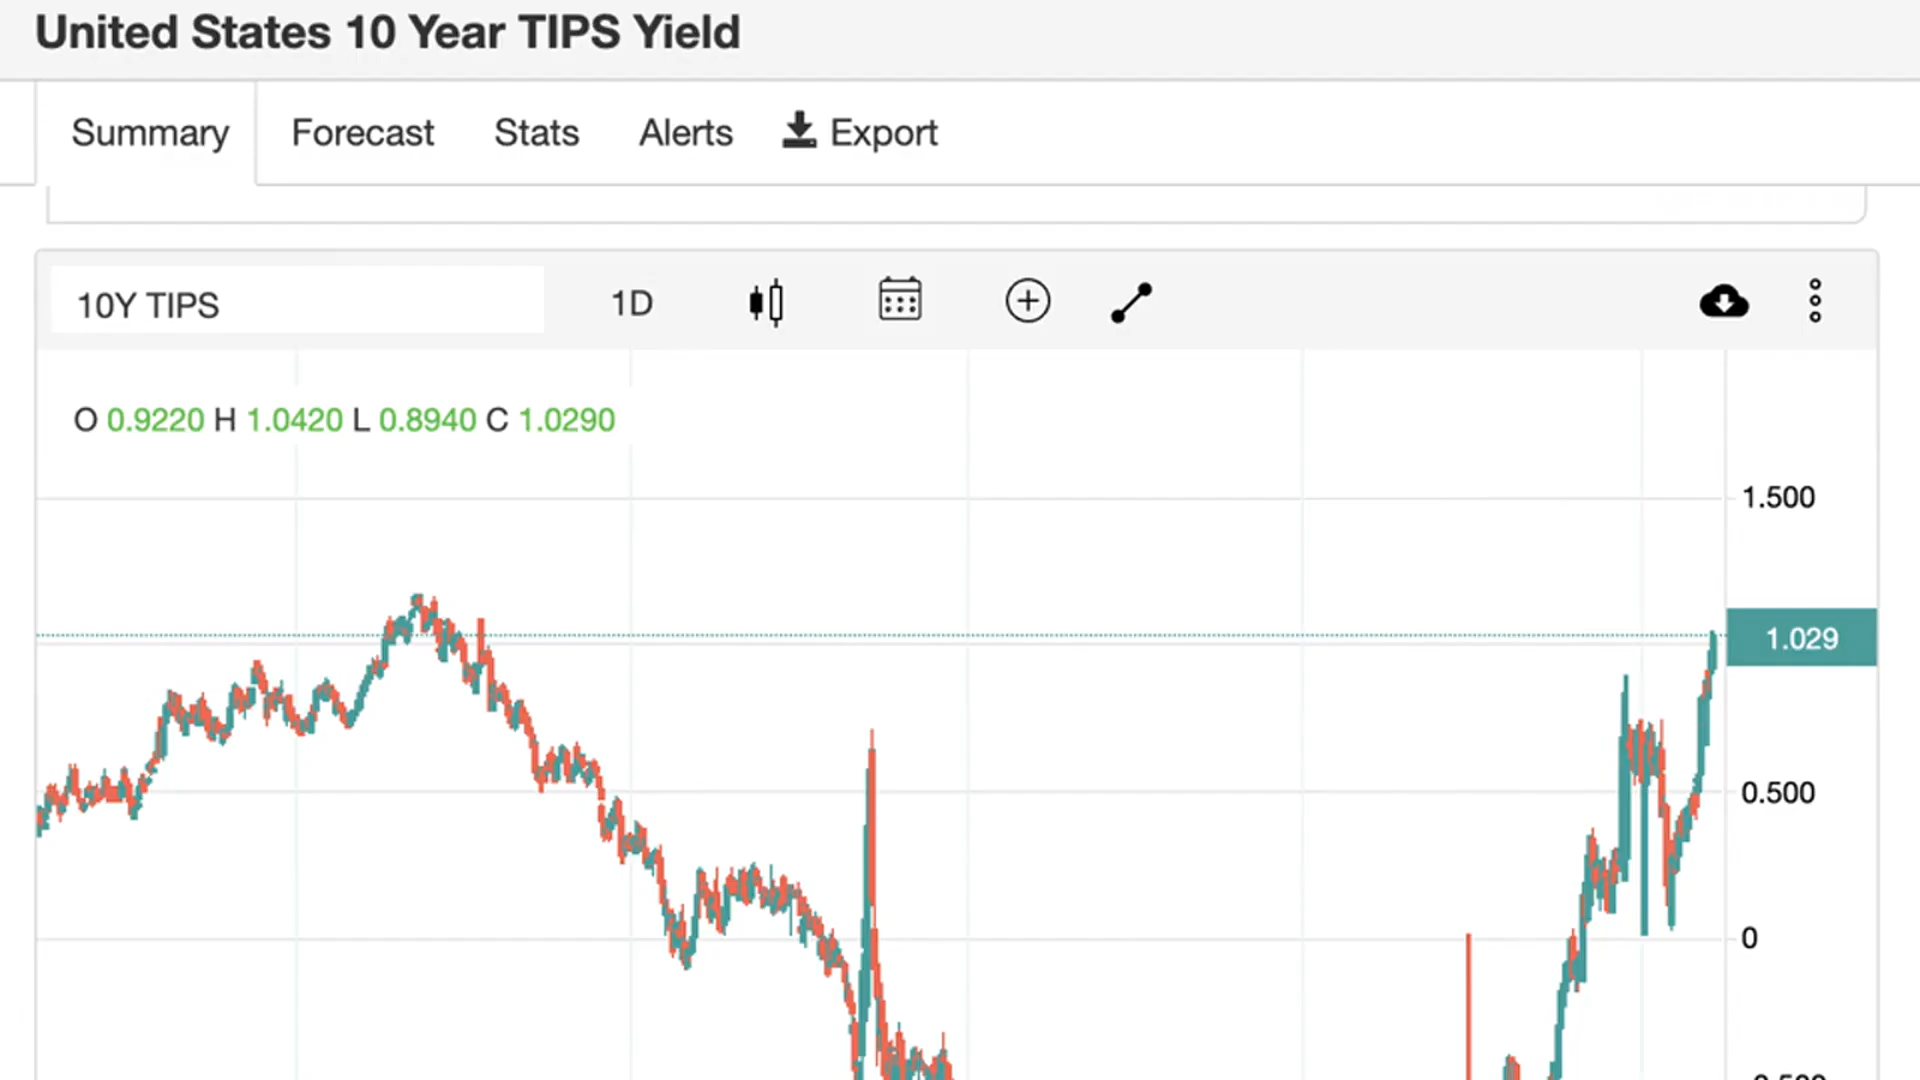 United States 10 Year TIPS Yield
Summary Forecast Stats Alerts Export
10Y TIPS 1D
O 0.9220 H 1.0420 L 0.8940 C 1.0290
1.500
1.029
0.500
0